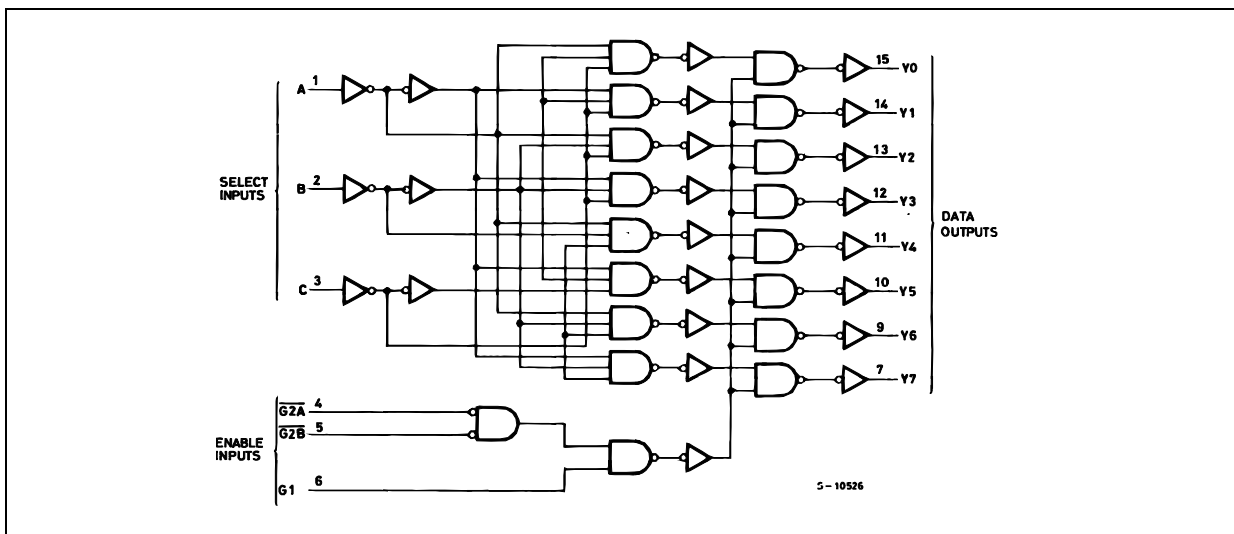 15 Y0
A 1
14 Y1
13 Y2
SELECT
INPUTS
B 2
12 Y3
DATA
OUTPUTS
11 Y4
C 3
10 Y5
9 Y6
7 Y7
G2A 4
G2B 5
ENABLE
INPUTS
G1 6
S-10526